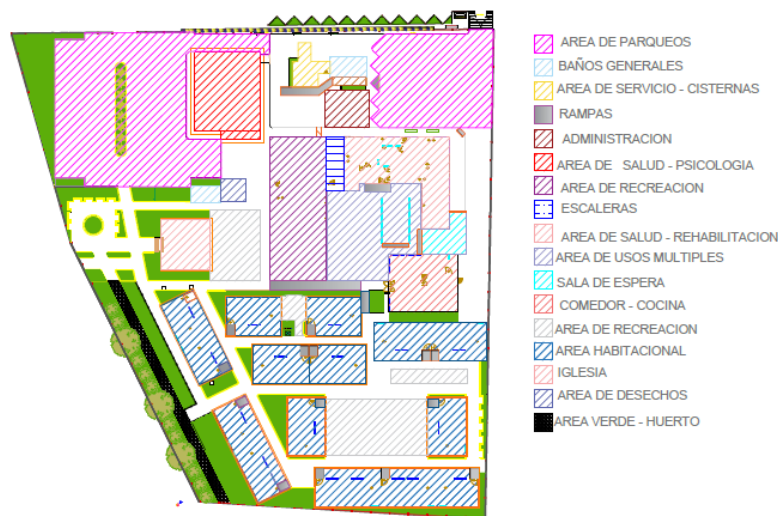 AREA DE PARQUEOS
BAÑOS GENERALES
AREA DE SERVICIO - CISTERNAS
RAMPAS
ADMINISTRACION
AREA DE SALUD - PSICOLOGIA
AREA DE RECREACION
ESCALERAS
AREA DE SALUD - REHABILITACION
AREA DE USOS MULTIPLES
SALA DE ESPERA
COMEDOR - COCINA
AREA DE RECREACION
AREA HABITACIONAL
IGLESIA
AREA DE DESECHOS
AREA VERDE - HUERTO